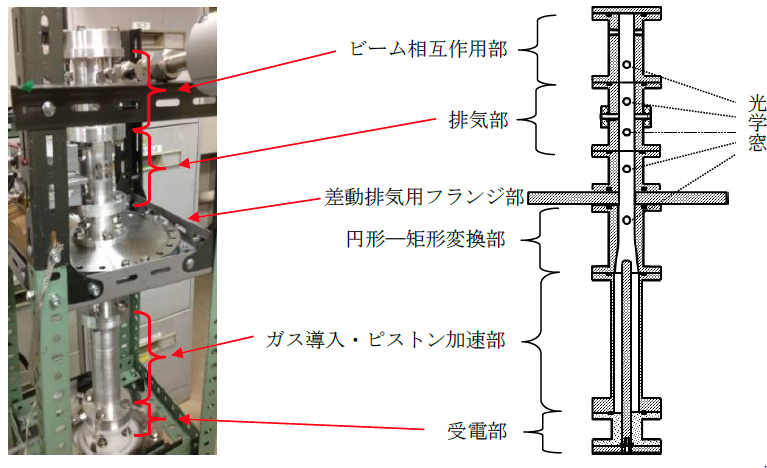 ビーム相互作用部
排気部
差動排気用フランジ部
円形―矩形変換部
ガス導入・ピストン加速部
受電部
光学窓